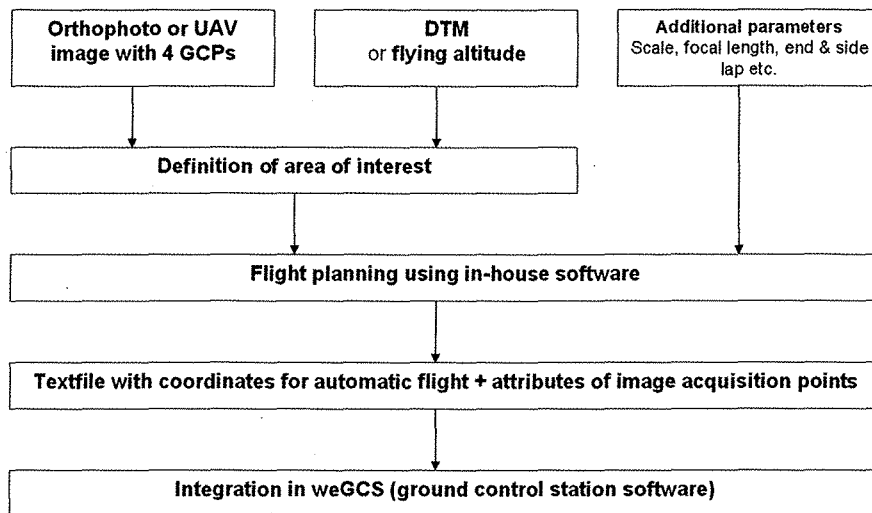 Orthophoto or UAV
image with 4 GCPs
DTM
or flying altitude
Additional parameters
Scale, focal length, end & side
lap etc.
Definition of area of interest
Flight planning using in-house software
Textfile with coordinates for automatic flight + attributes of image acquisition points
Integration in weGCS (ground control station software)